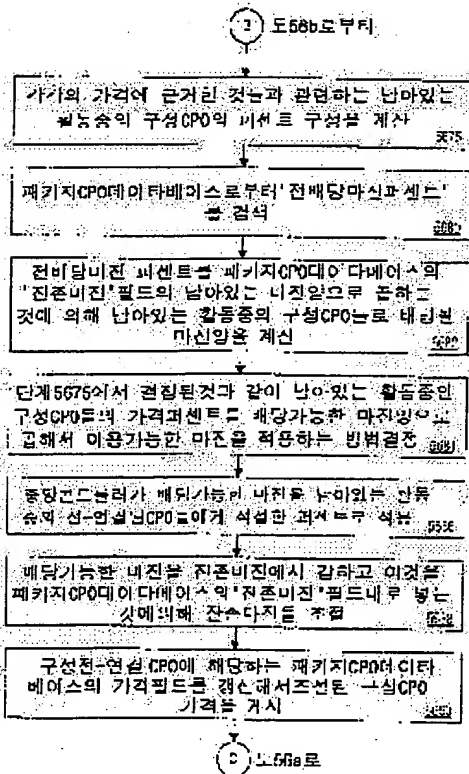 도56b로부터
각각의 가격에 근거한 것들과 관련하는 남아있는
활동중의 구성CPO의 퍼센트 구성을 계산
5675
패키지CPO데이타베이스로부터 '전배당마진퍼센트'
를 검색
전배당마진 퍼센트를 패키지CPO데이타베이스의
"잔존마진"필드의 남아있는 마진양으로 곱하는
것에 의해 남아있는 활동중의 구성CPO들로 배당될
마진양을 계산
단계5675에서 결정된것과 같이 남아있는 활동중인
구성CPO들의 가격퍼센트를 배당가능한 마진양으로
곱해서 이용가능한 마진을 적용하는 방법결정
중앙콘트롤러가 배당가능한 마진을 남아있는 활동
중의 선-연결된CPO들에게 적절한 퍼센트로 적용
배당가능한 마진을 잔존마진에서 감하고 이것을
패키지CPO데이타베이스의 "잔존마진"필드내로 넣는
것에의해 잔존마진을 추적
구성전-연결CPO에 해당하는 패키지CPO데이타
베이스의 가격필드를 갱신해서조정된 구성CPO
가격을 게시
도56a로